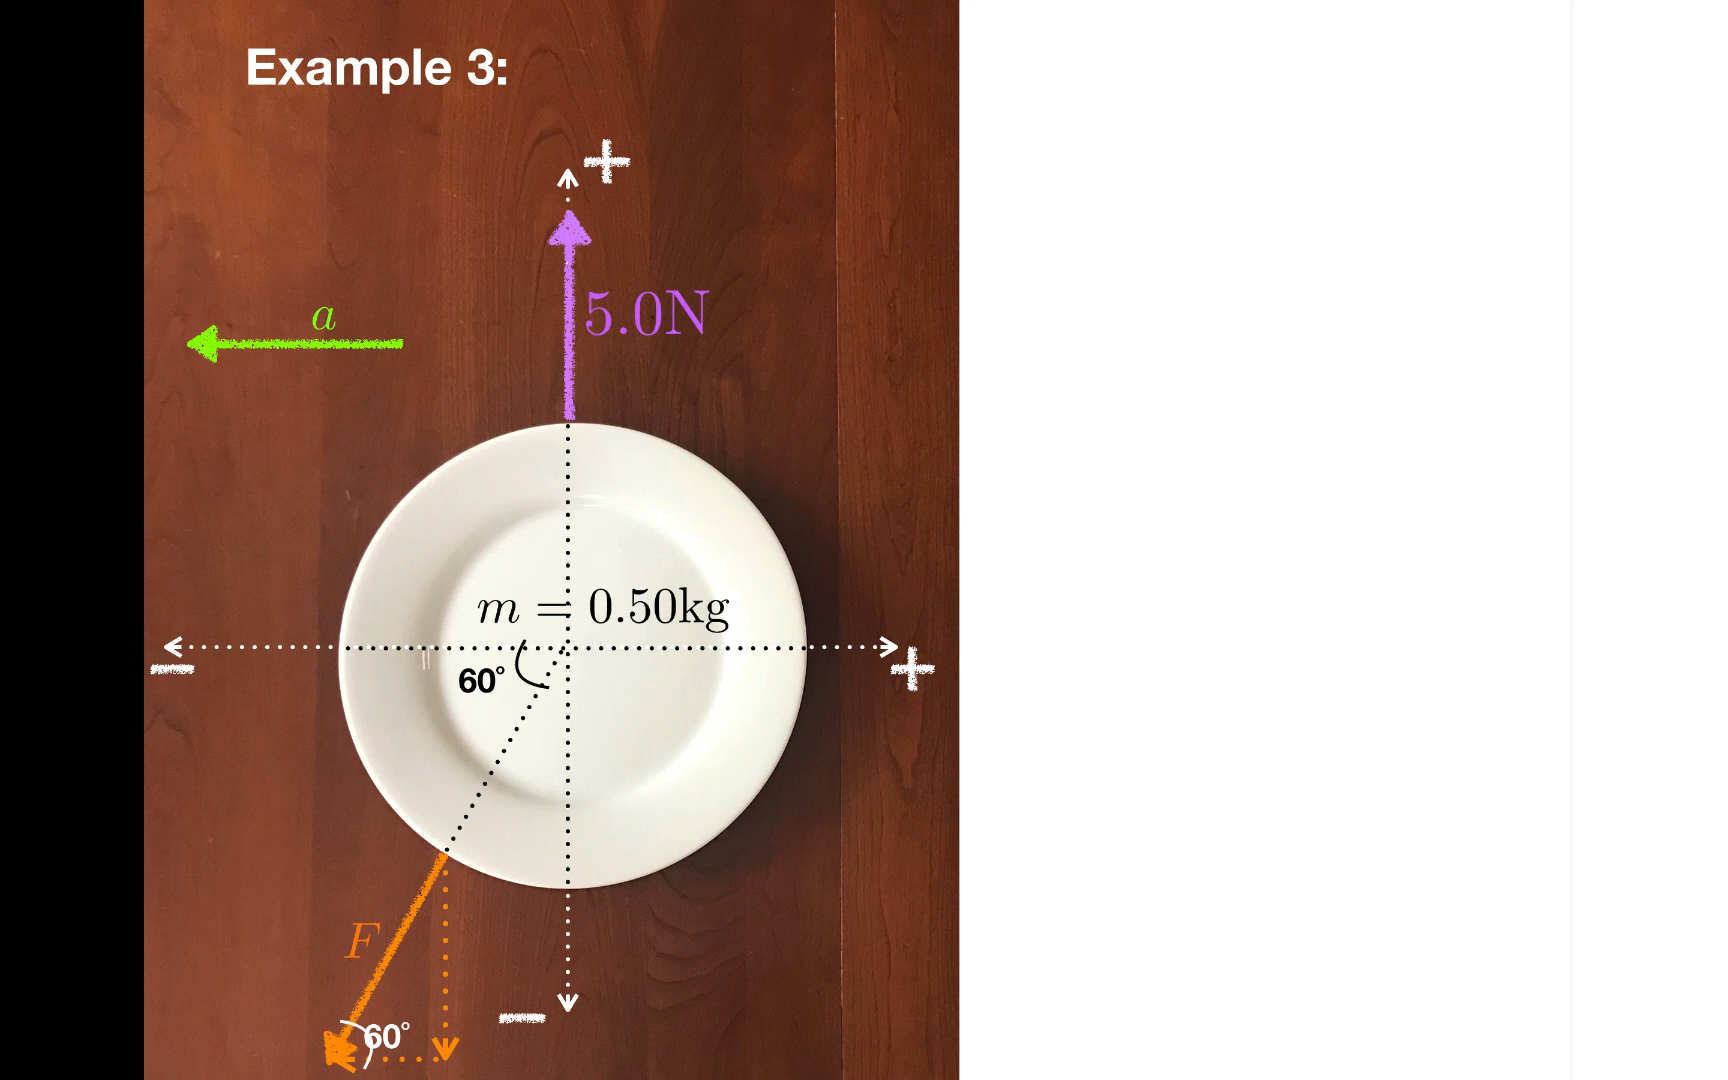 Example 3:
+
5.0N
a
m = 0.50kg
60°
−
+
F
−
60°